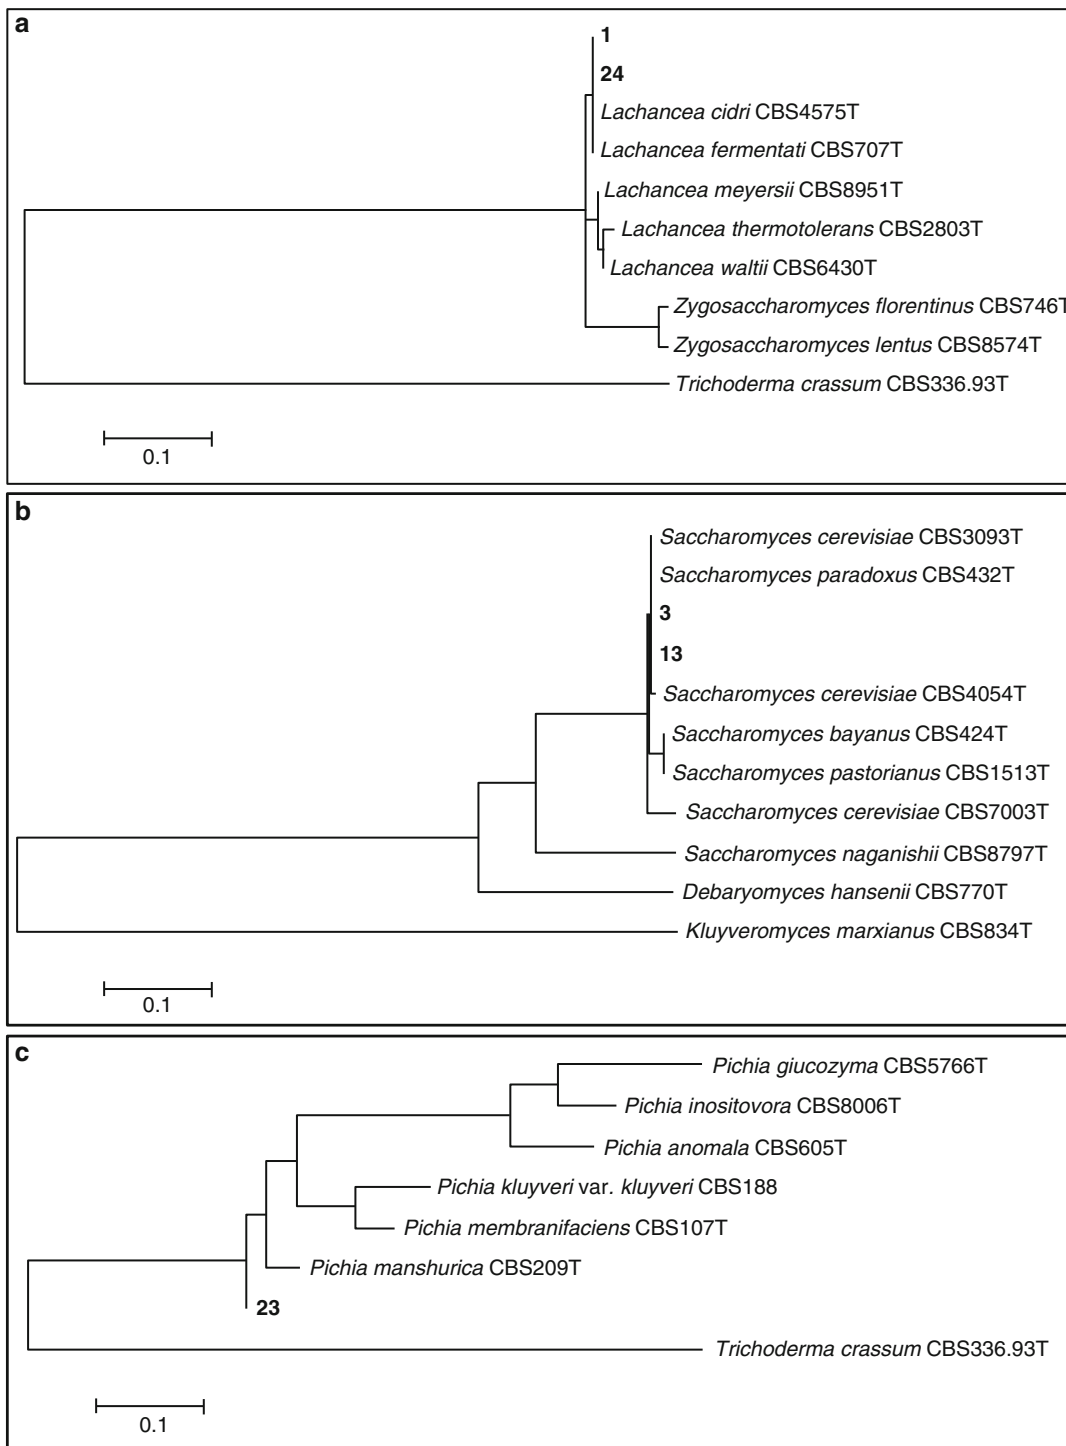 a
1
24
Lachancea cidri CBS4575T
Lachancea fermentati CBS707T
Lachancea meyersii CBS8951T
Lachancea thermotolerans CBS2803T
Lachancea waltii CBS6430T
Zygosaccharomyces florentinus CBS746T
Zygosaccharomyces lentus CBS8574T
Trichoderma crassum CBS336.93T
0.1
b
Saccharomyces cerevisiae CBS3093T
Saccharomyces paradoxus CBS432T
3
13
Saccharomyces cerevisiae CBS4054T
Saccharomyces bayanus CBS424T
Saccharomyces pastorianus CBS1513T
Saccharomyces cerevisiae CBS7003T
Saccharomyces naganishii CBS8797T
Debaryomyces hansenii CBS770T
Kluyveromyces marxianus CBS834T
0.1
c
Pichia giucozyma CBS5766T
Pichia inositovora CBS8006T
Pichia anomala CBS605T
Pichia kluyveri var. kluyveri CBS188
Pichia membranifaciens CBS107T
Pichia manshurica CBS209T
23
Trichoderma crassum CBS336.93T
0.1